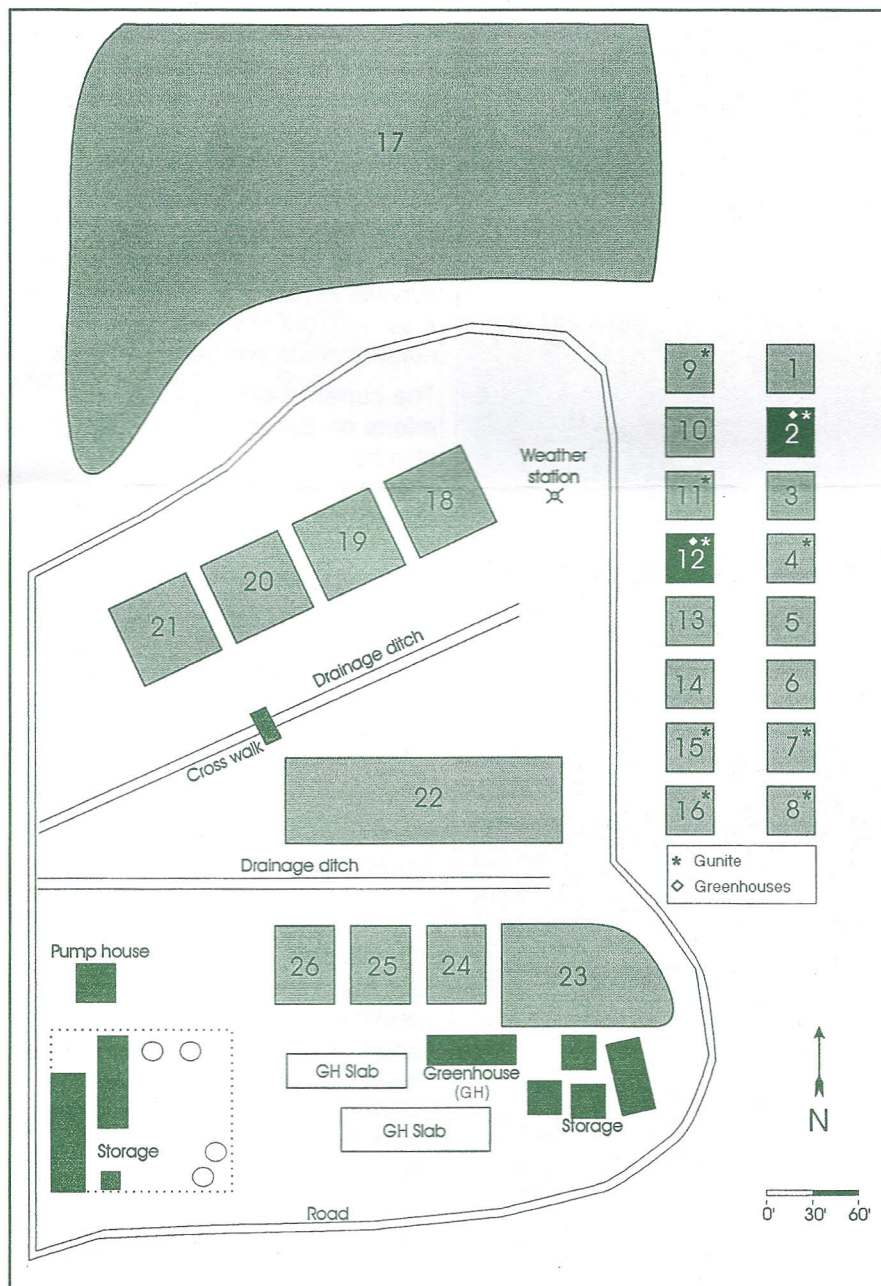 17
9*
1
10
◇*
2
11*
3
◇*
12
4*
13
5
14
6
15*
7*
16*
8*
* Gunite
◇ Greenhouses
Weather
station
18
19
20
21
Drainage ditch
Cross walk
22
Drainage ditch
Pump house
26
25
24
23
GH Slab
Greenhouse
(GH)
GH Slab
Storage
Storage
N
Road
0' 30' 60'